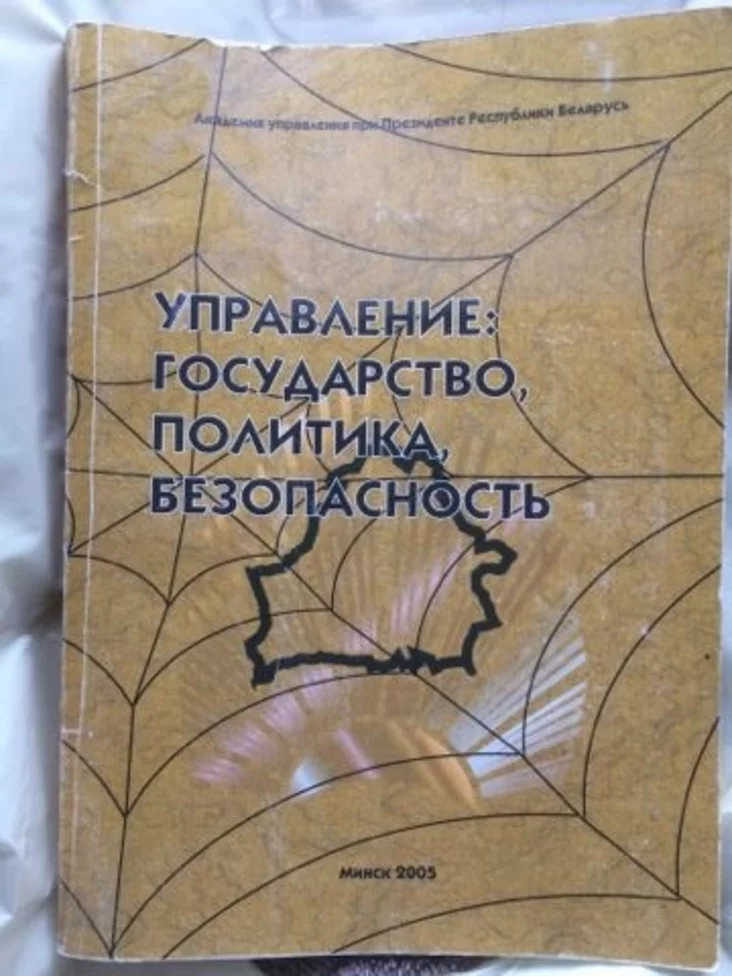 Академия управления при Президенте Республики Беларусь
УПРАВЛЕНИЕ:
ГОСУДАРСТВО,
ПОЛИТИКА,
БЕЗОПАСНОСТЬ
Минск 2005